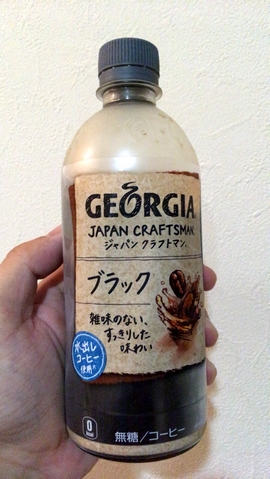 GEORGIA
JAPAN CRAFTSMAN
ジャパン クラフトマン
ブラック
雑味のない、
すっきりした
味わい
水出し
コーヒー
使用
0
kcal
無糖/コーヒー